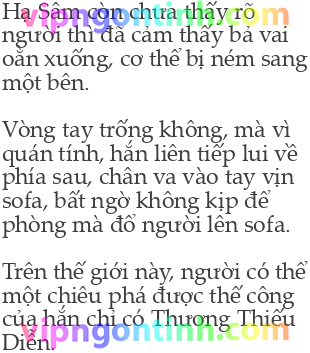 Hạ Sâm còn chưa thấy rõ
vipngontinh.com
người thì đã cảm thấy bả vai
oằn xuống, cơ thể bị ném sang
một bên.
Vòng tay trống không, mà vì
quán tính, hắn liên tiếp lui về
phía sau, chân va vào tay vịn
sofa, bất ngờ không kịp để
phòng mà đổ người lên sofa.
Trên thế giới này, người có thể
một chiêu phá được thế công
của hắn chỉ có Thượng Thiếu
vipngontinh.com
Diễn.